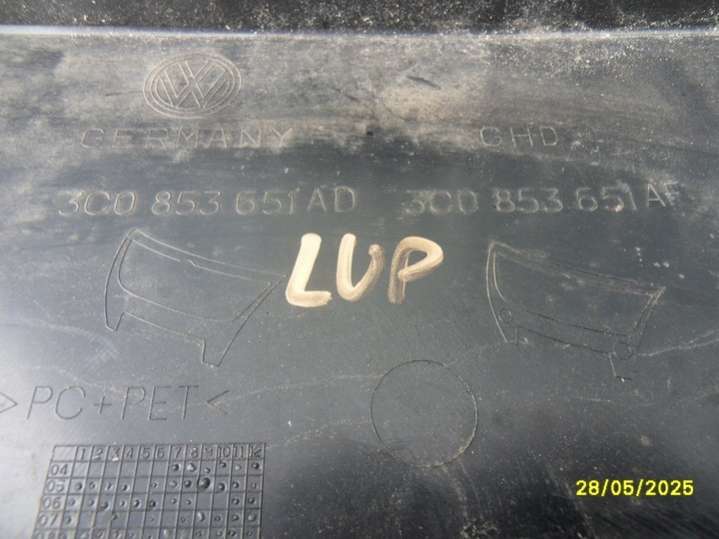 VW
GERMANY CHD
3C0 853 651 AD 3C0 853 651 AF
LUP
>PC+PET<
1 2 3 4 5 6 7 8 9 10 11 12
04
05
06
07
28/05/2025